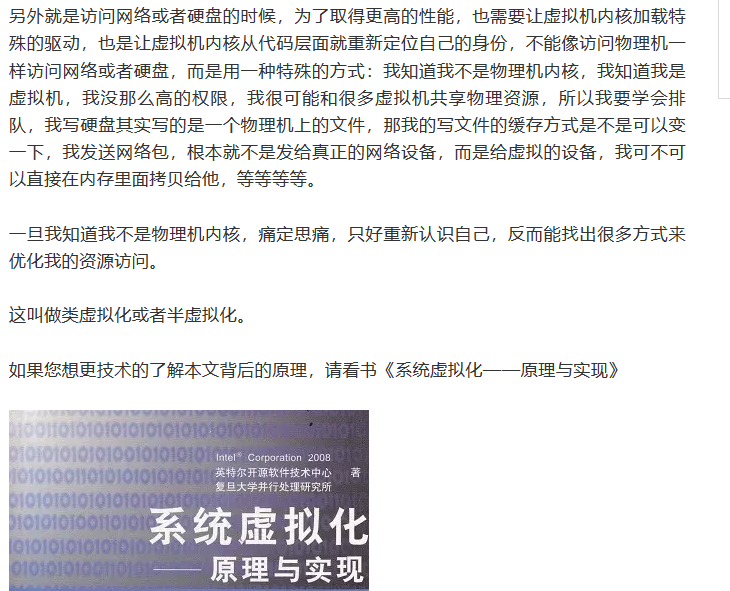 另外就是访问网络或者硬盘的时候，为了取得更高的性能，也需要让虚拟机内核加载特
殊的驱动，也是让虚拟机内核从代码层面就重新定位自己的身份，不能像访问物理机一
样访问网络或者硬盘，而是用一种特殊的方式：我知道我不是物理机内核，我知道我是
虚拟机，我没那么高的权限，我很可能和很多虚拟机共享物理资源，所以我要学会排
队，我写硬盘其实写的是一个物理机上的文件，那我的写文件的缓存方式是不是可以变
一下，我发送网络包，根本就不是发给真正的网络设备，而是给虚拟的设备，我可不可
以直接在内存里面拷贝给他，等等等等。
一旦我知道我不是物理机内核，痛定思痛，只好重新认识自己，反而能找出很多方式来
优化我的资源访问。
这叫做类虚拟化或者半虚拟化。
如果您想更技术的了解本文背后的原理，请看书《系统虚拟化——原理与实现》
Intel® Corporation 2008
英特尔开源软件技术中心 著
复旦大学并行处理研究所
系统虚拟化
——原理与实现